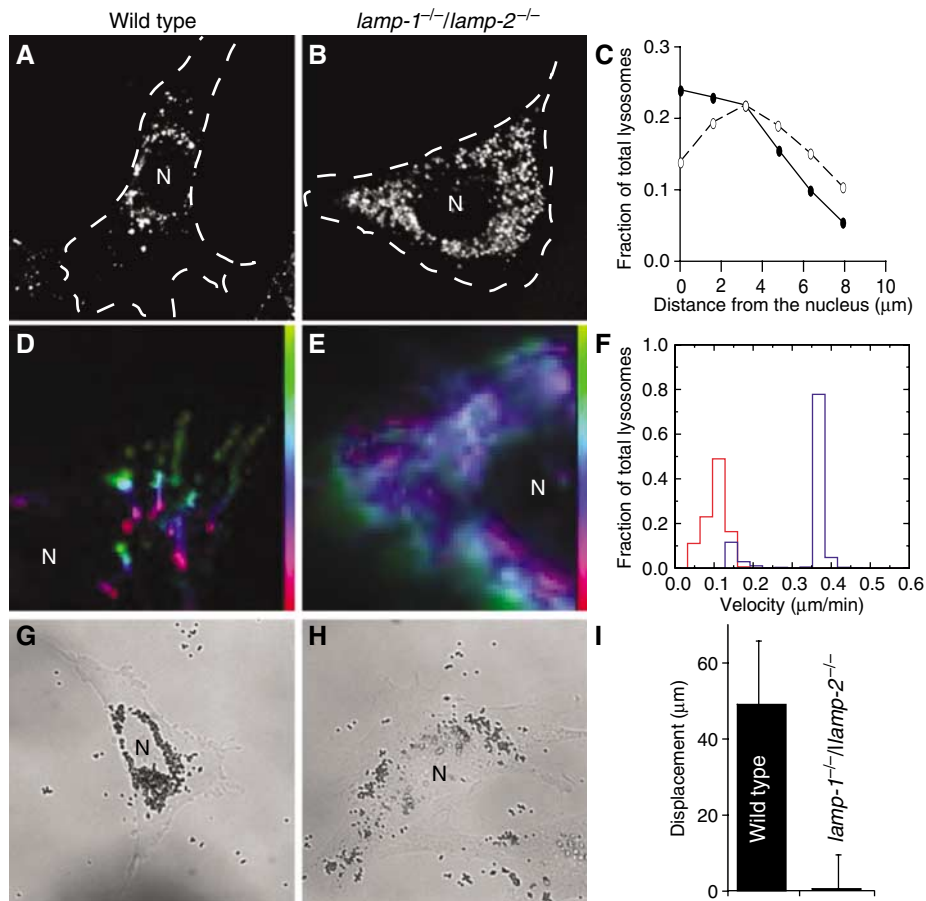 Wild type
lamp-1−/−/lamp-2−/−
A
N
B
N
C
Fraction of total lysosomes
0.3
0.2
0.1
0.0
0 2 4 6 8 10
Distance from the nucleus (μm)
D
N
E
N
F
Fraction of total lysosomes
1.0
0.8
0.6
0.4
0.2
0.0
0.0 0.1 0.2 0.3 0.4 0.5 0.6
Velocity (μm/min)
G
N
H
N
I
Displacement (μm)
60
40
20
0
Wild type
lamp-1−/−/lamp-2−/−